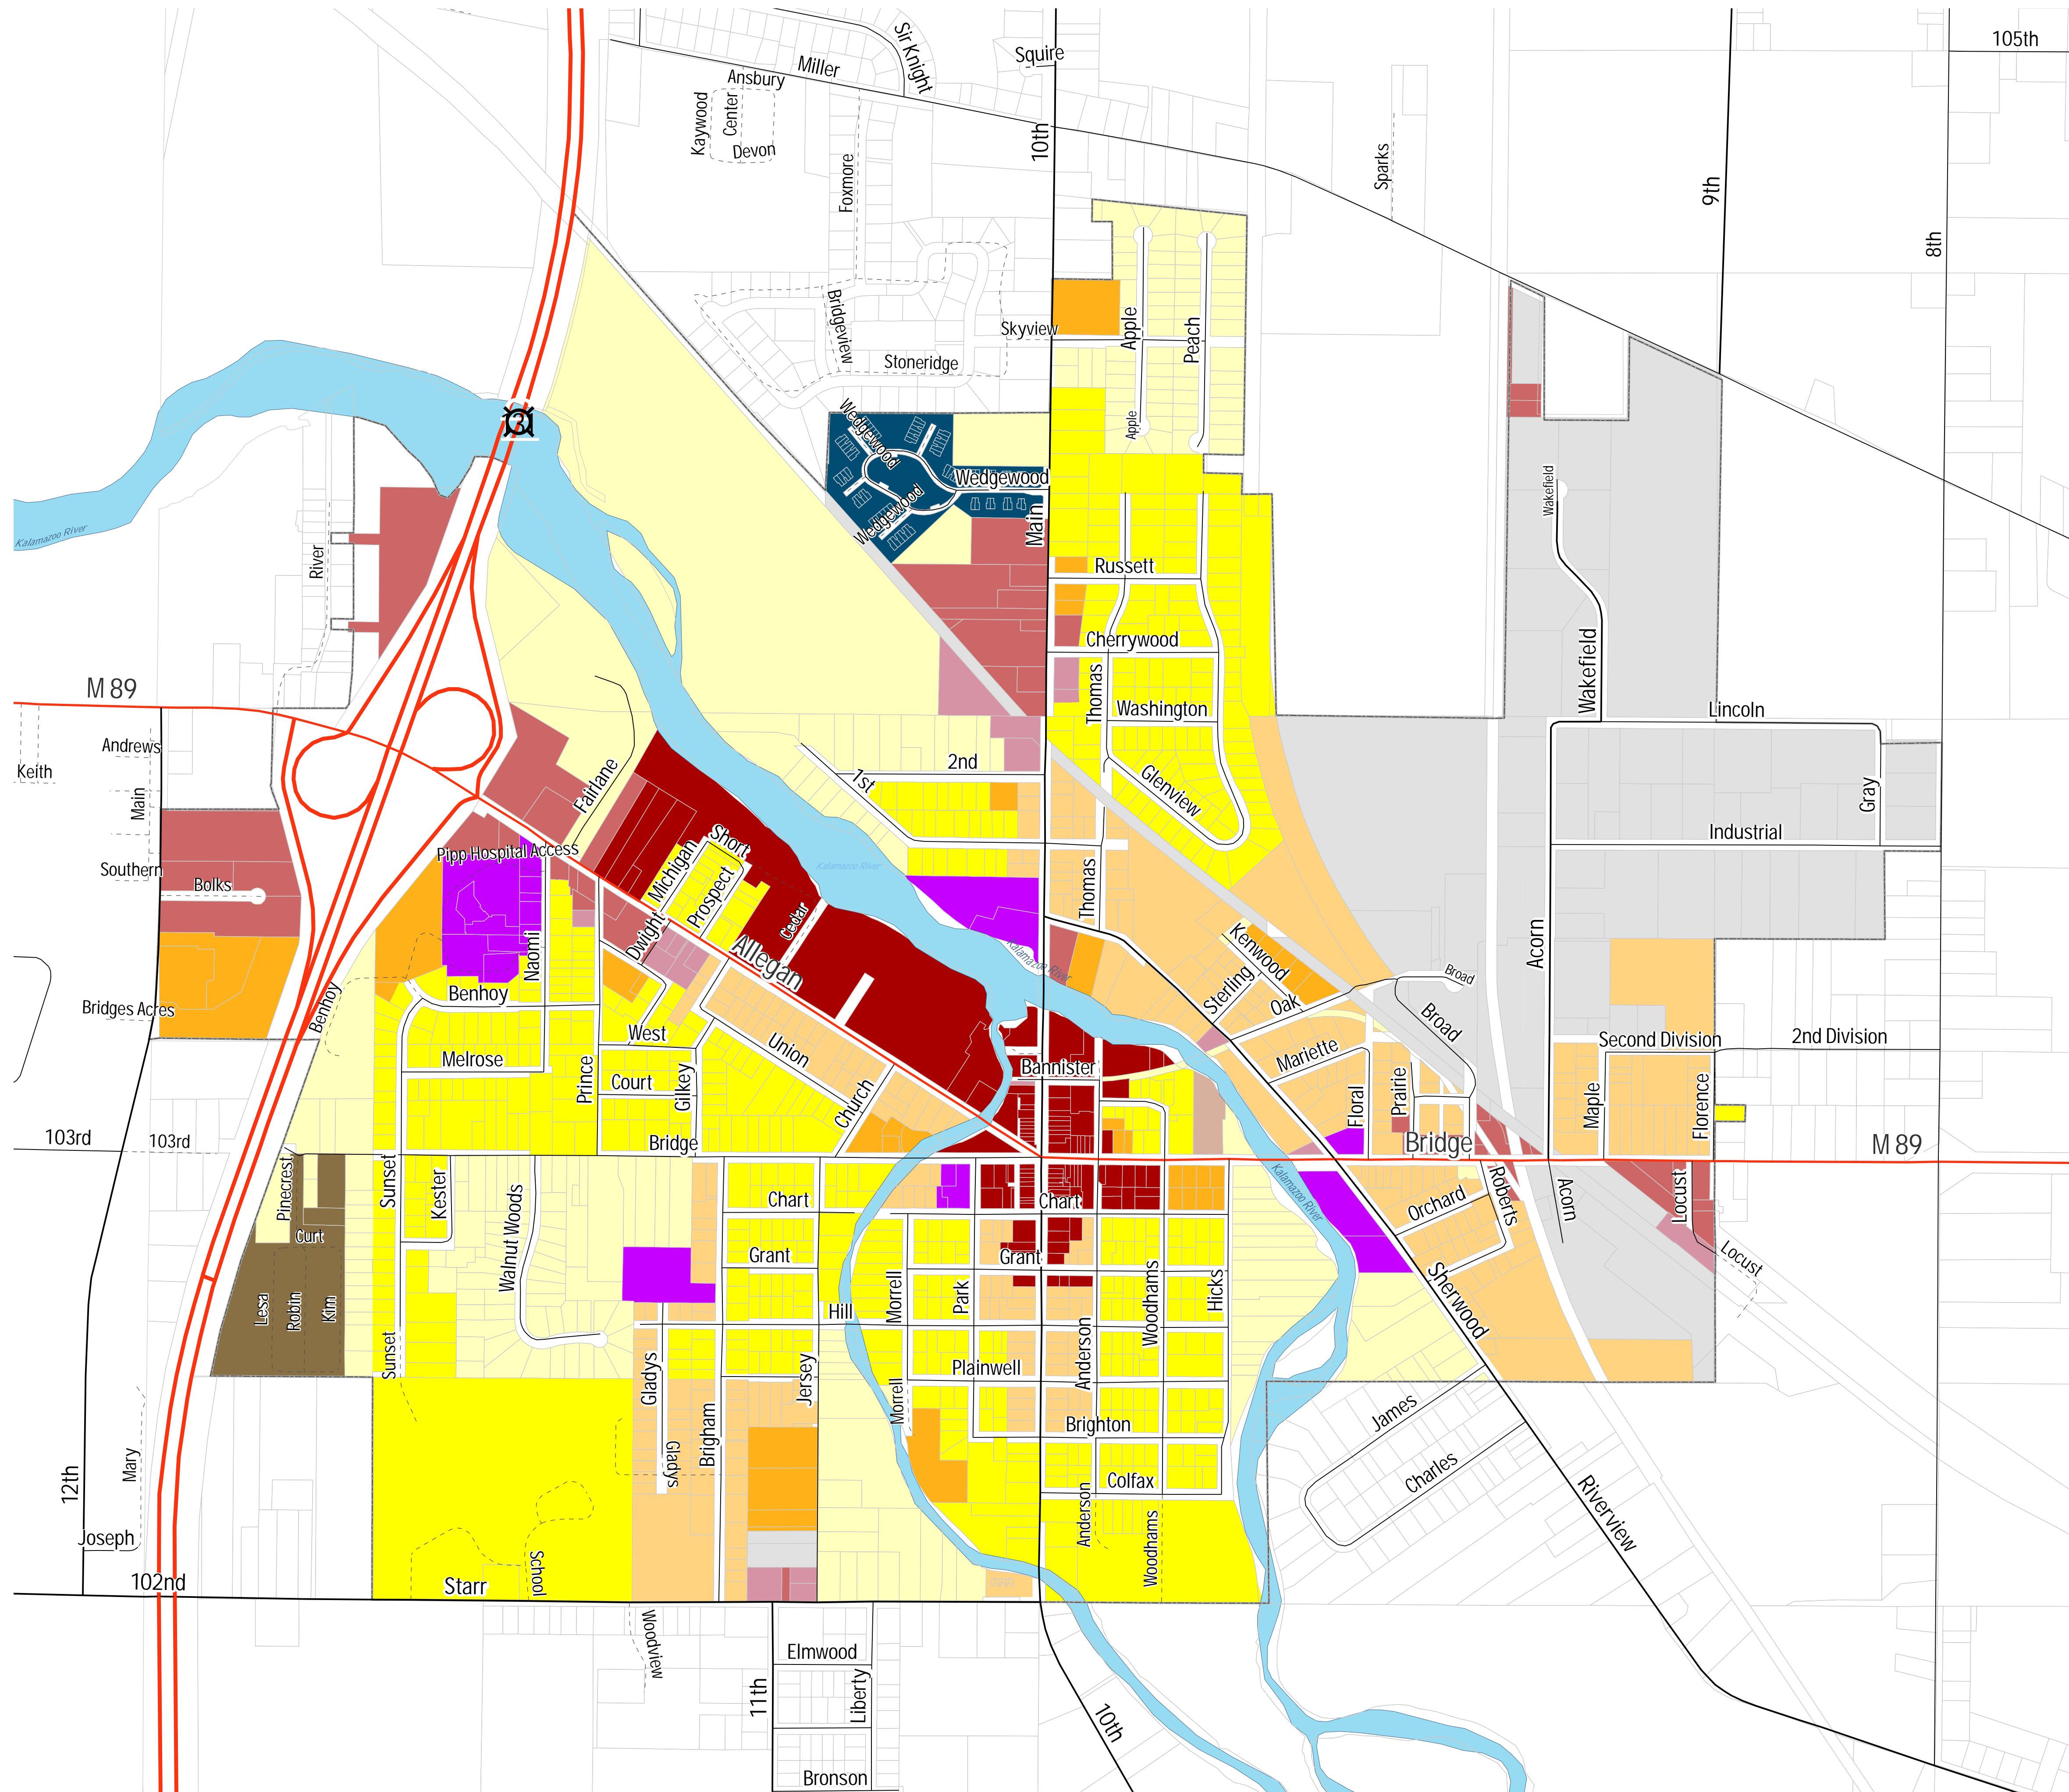 105th
Squire
Sir Knight
Miller
Ansbury
Kaywood
Center
Devon
10th
Foxmore
Sparks
9th
8th
Bridgeview
Skyview
Stoneridge
Apple
Peach
Apple
Wedgewood
Wedgewood
Wedgewood
Main
Wakefield
Kalamazoo River
River
Russett
Cherrywood
Thomas
Wakefield
M 89
Washington
Lincoln
Andrews
Keith
Main
2nd
1st
Glenview
Fairlane
Gray
Industrial
Short
Pipp Hospital Access
Michigan
Prospect
Kalamazoo River
Southern
Bolks
Thomas
Cedar
Dwight
Allegan
Naomi
Acorn
Kenwood
Kalamazoo River
Sterling
Oak
Broad
Broad
Benhoy
Benhoy
Bridges Acres
West
Union
Second Division
2nd Division
Melrose
Prince
Court
Gilkey
Church
Bannister
Mariette
Floral
Prairie
Maple
Florence
103rd
103rd
Bridge
Bridge
M 89
Pinecrest
Sunset
Kester
Walnut Woods
Chart
Chart
Kalamazoo River
Orchard
Roberts
Acorn
Locust
Locust
Curt
Grant
Grant
Lesa
Robin
Kim
Morrell
Park
Woodhams
Hicks
Hill
Sherwood
Sunset
Gladys
Jersey
Plainwell
Anderson
Morrell
Brighton
James
Brigham
Gladys
Charles
Colfax
12th
Mary
Anderson
Woodhams
Riverview
Joseph
102nd
Starr
School
Woodview
Elmwood
11th
Liberty
10th
Bronson